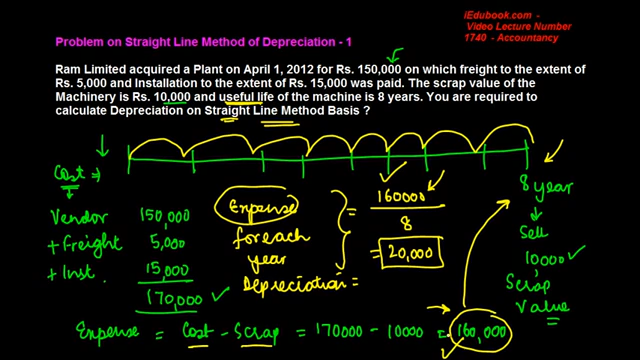 iEdubook.com -
Video Lecture Number
1740 - Accountancy
Problem on Straight Line Method of Depreciation - 1
Ram Limited acquired a Plant on April 1, 2012 for Rs. 150,000 on which freight to the extent of
Rs. 5,000 and Installation to the extent of Rs. 15,000 was paid. The scrap value of the
Machinery is Rs. 10,000 and useful life of the machine is 8 years. You are required to
calculate Depreciation on Straight Line Method Basis ?
Cost ⇒
Vendor 150,000
+ Freight 5,000
+ Inst. 15,000
170,000
Expense
for each
year
Depreciation =
= 160000
8
= 20,000
8 year
Sell
10000
Scrap
Value
Expense = Cost - Scrap = 170000 - 10000 = 160,000